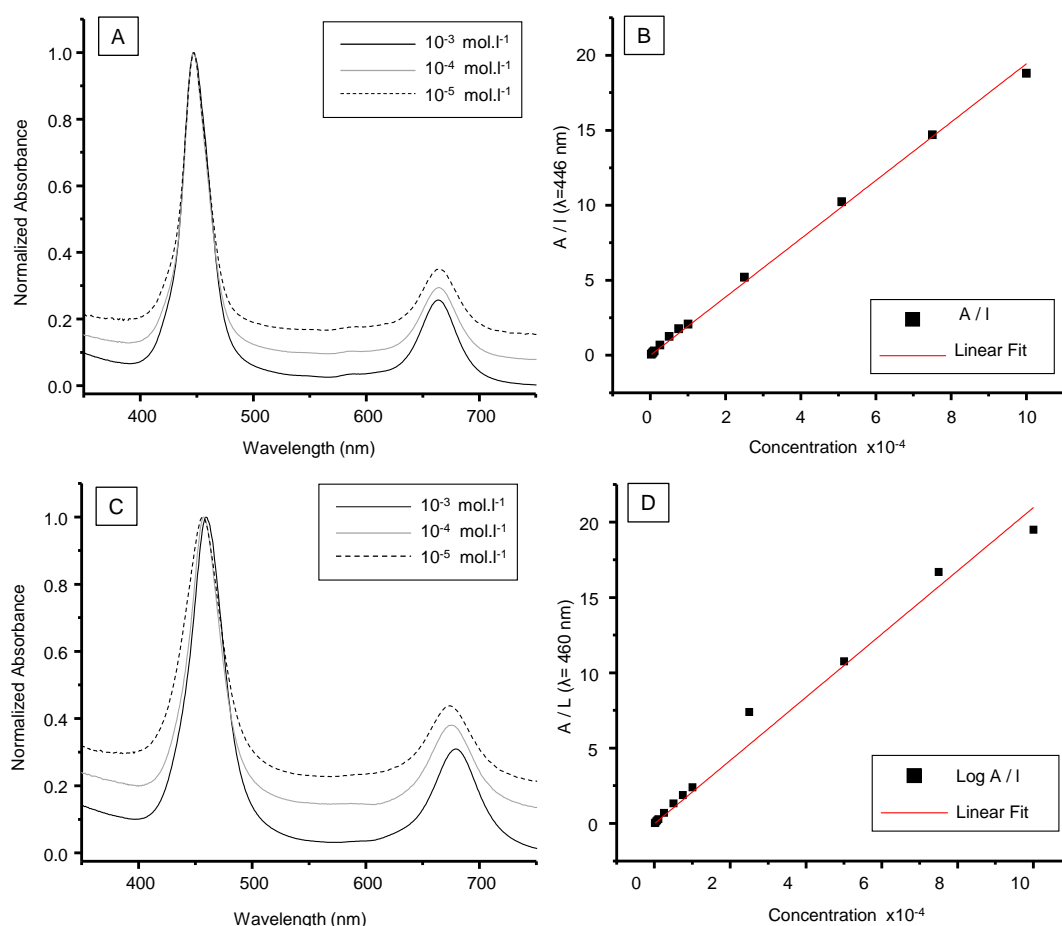 A
10⁻³ mol.l⁻¹
10⁻⁴ mol.l⁻¹
10⁻⁵ mol.l⁻¹
1.0
0.8
0.6
0.4
0.2
0.0
Normalized Absorbance
400 500 600 700
Wavelength (nm)
B
20
15
10
5
0
A / l (λ=446 nm)
A / l
Linear Fit
0 2 4 6 8 10
Concentration x10⁻⁴
C
10⁻³ mol.l⁻¹
10⁻⁴ mol.l⁻¹
10⁻⁵ mol.l⁻¹
1.0
0.8
0.6
0.4
0.2
0.0
Normalized Absorbance
400 500 600 700
Wavelength (nm)
D
20
15
10
5
0
A / L (λ= 460 nm)
Log A / l
Linear Fit
0 2 4 6 8 10
Concentration x10⁻⁴